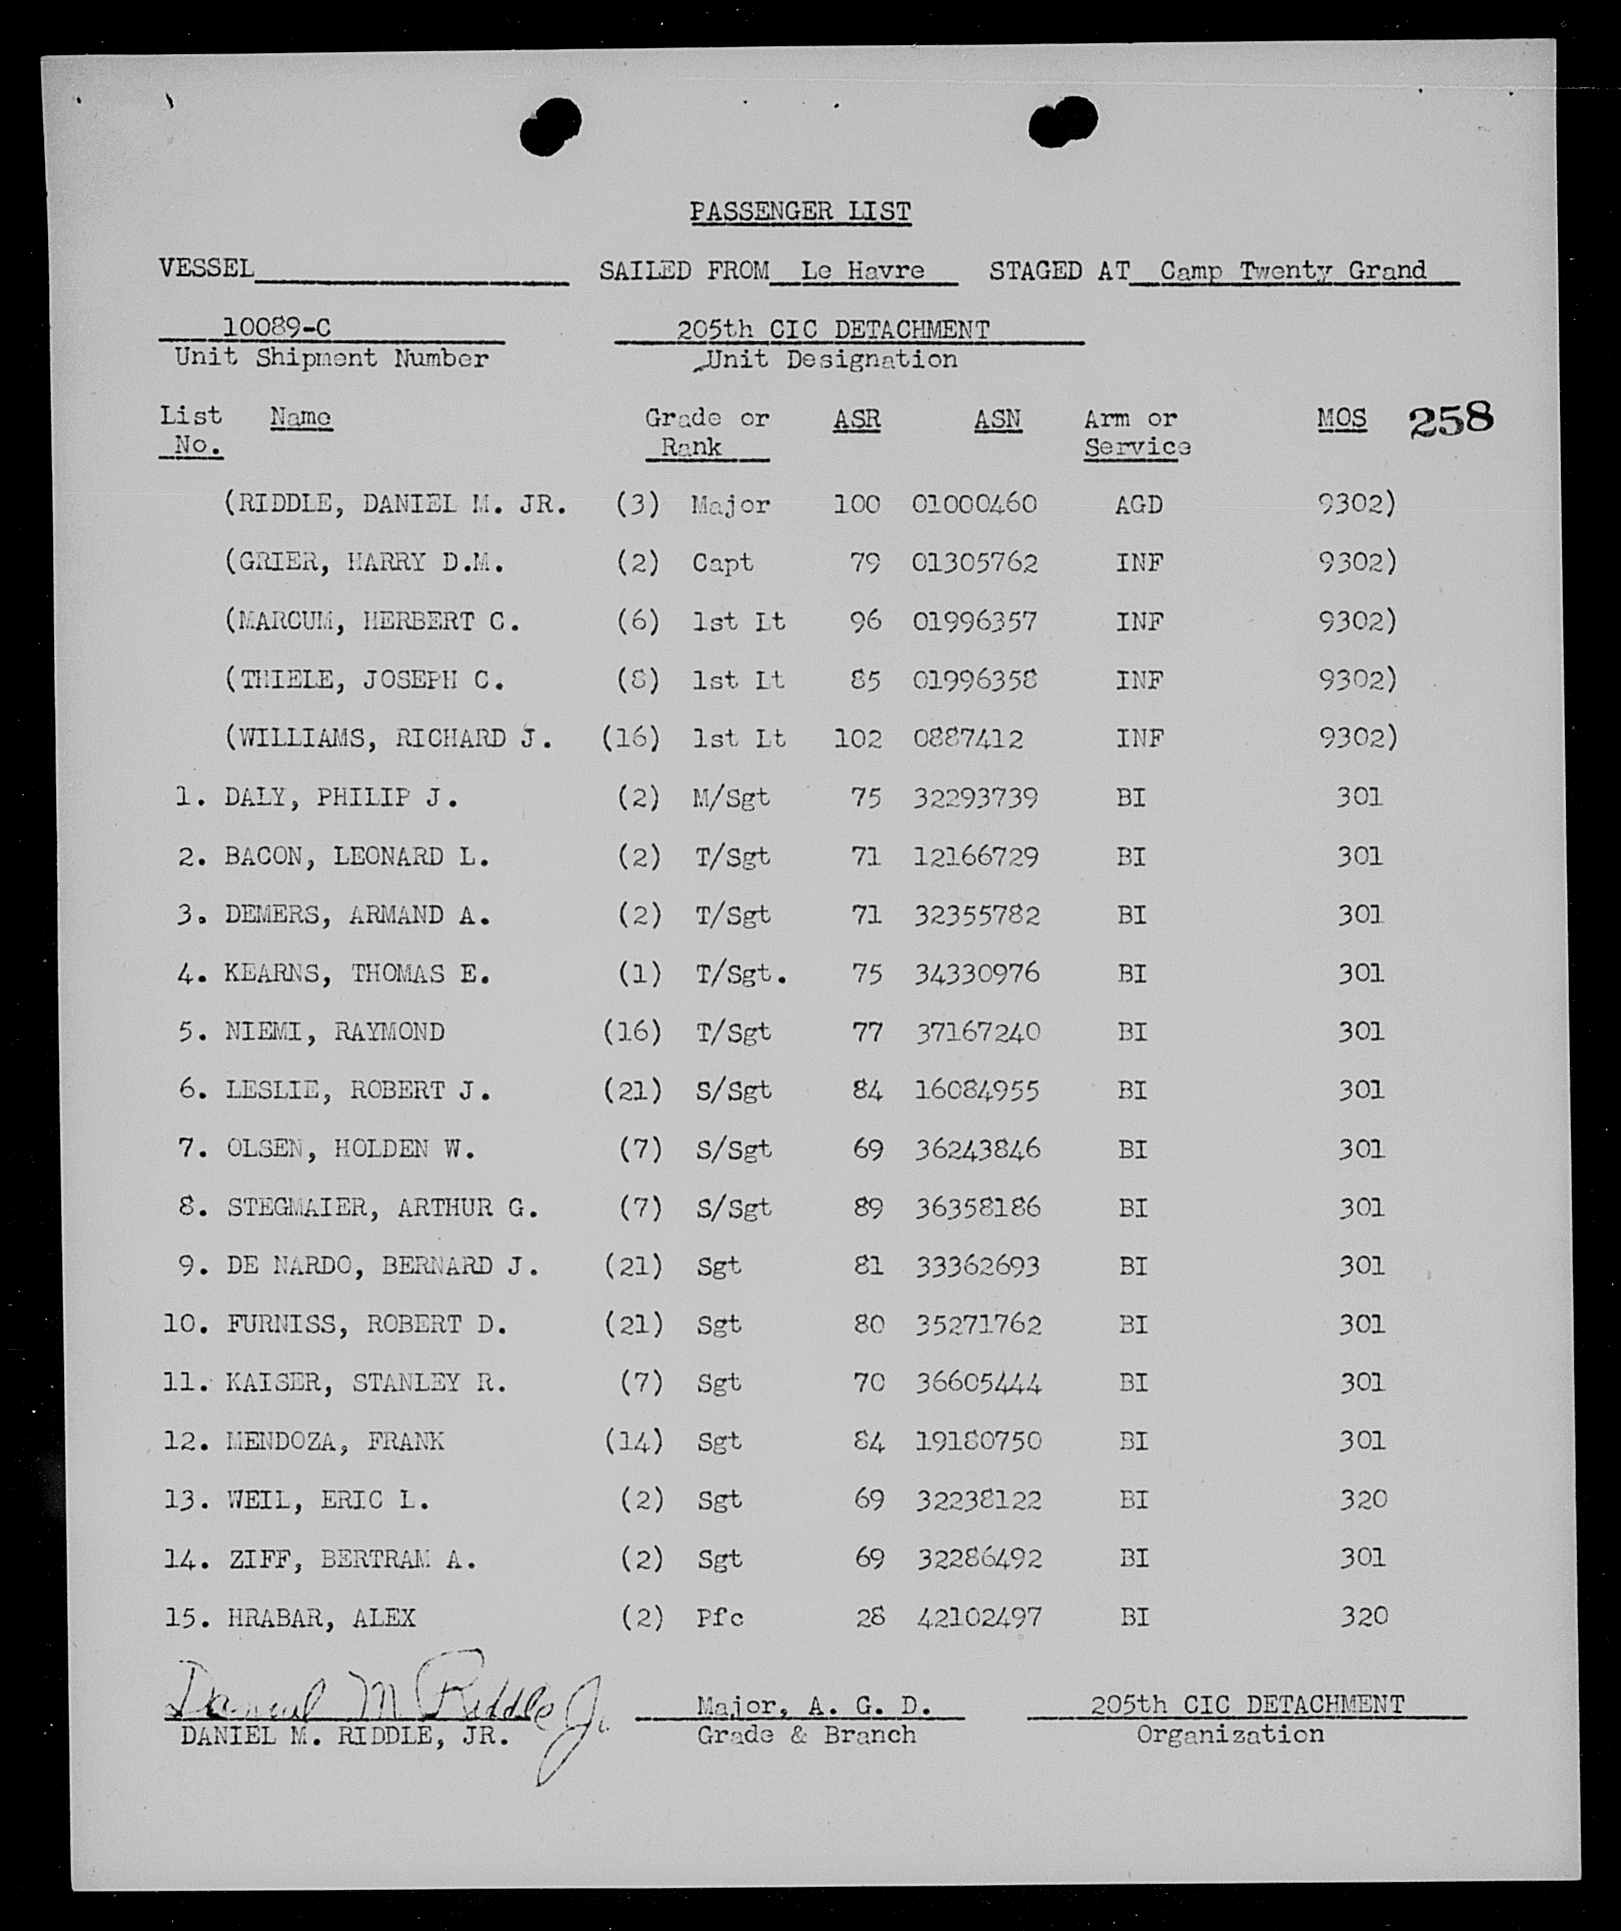 PASSENGER LIST
VESSEL SAILED FROM Le Havre STAGED AT Camp Twenty Grand
10089-C 205th CIC DETACHMENT
Unit Shipment Number Unit Designation
List Name Grade or ASR ASN Arm or MOS 258
No. Rank Service
(RIDDLE, DANIEL M. JR. (3) Major 100 01000460 AGD 9302)
(GRIER, HARRY D.M. (2) Capt 79 01305762 INF 9302)
(MARCUM, HERBERT C. (6) 1st Lt 96 01996357 INF 9302)
(THIELE, JOSEPH C. (8) 1st Lt 85 01996358 INF 9302)
(WILLIAMS, RICHARD J. (16) 1st Lt 102 0887412 INF 9302)
1. DALY, PHILIP J. (2) M/Sgt 75 32293739 BI 301
2. BACON, LEONARD L. (2) T/Sgt 71 12166729 BI 301
3. DEMERS, ARMAND A. (2) T/Sgt 71 32355782 BI 301
4. KEARNS, THOMAS E. (1) T/Sgt. 75 34330976 BI 301
5. NIEMI, RAYMOND (16) T/Sgt 77 37167240 BI 301
6. LESLIE, ROBERT J. (21) S/Sgt 84 16084955 BI 301
7. OLSEN, HOLDEN W. (7) S/Sgt 69 36243846 BI 301
8. STEGMAIER, ARTHUR G. (7) S/Sgt 89 36358186 BI 301
9. DE NARDO, BERNARD J. (21) Sgt 81 33362693 BI 301
10. FURNISS, ROBERT D. (21) Sgt 80 35271762 BI 301
11. KAISER, STANLEY R. (7) Sgt 70 36605444 BI 301
12. MENDOZA, FRANK (14) Sgt 84 19180750 BI 301
13. WEIL, ERIC L. (2) Sgt 69 32238122 BI 320
14. ZIFF, BERTRAM A. (2) Sgt 69 32286492 BI 301
15. HRABAR, ALEX (2) Pfc 28 42102497 BI 320
Daniel M Riddle Jr. Major, A. G. D. 205th CIC DETACHMENT
DANIEL M. RIDDLE, JR. Grade & Branch Organization